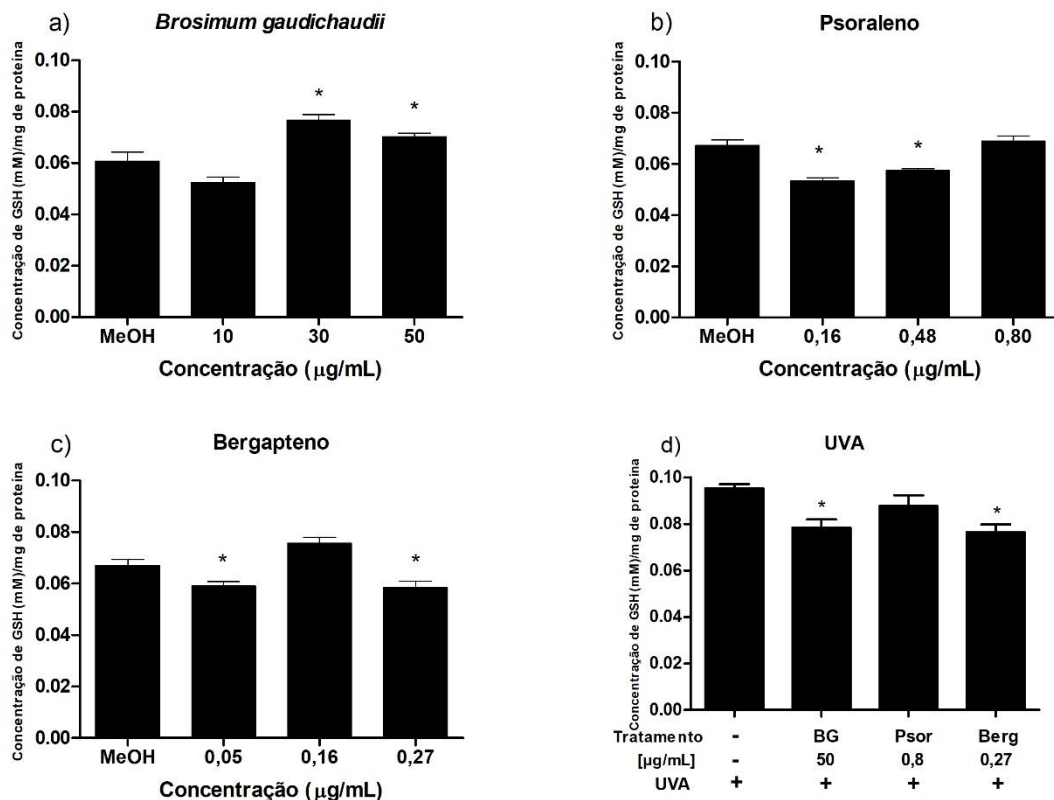 a) Brosimum gaudichaudii
Concentração de GSH (mM)/mg de proteína
0.10
0.08
0.06
0.04
0.02
0.00
* *
MeOH 10 30 50
Concentração (µg/mL)
b) Psoraleno
Concentração de GSH (mM)/mg de proteína
0.10
0.08
0.06
0.04
0.02
0.00
* *
MeOH 0,16 0,48 0,80
Concentração (µg/mL)
c) Bergapteno
Concentração de GSH (mM)/mg de proteína
0.10
0.08
0.06
0.04
0.02
0.00
* *
MeOH 0,05 0,16 0,27
Concentração (µg/mL)
d) UVA
Concentração de GSH (mM)/mg de proteína
0.10
0.08
0.06
0.04
0.02
0.00
* *
Tratamento - BG Psor Berg
[µg/mL] - 50 0,8 0,27
UVA + + + +